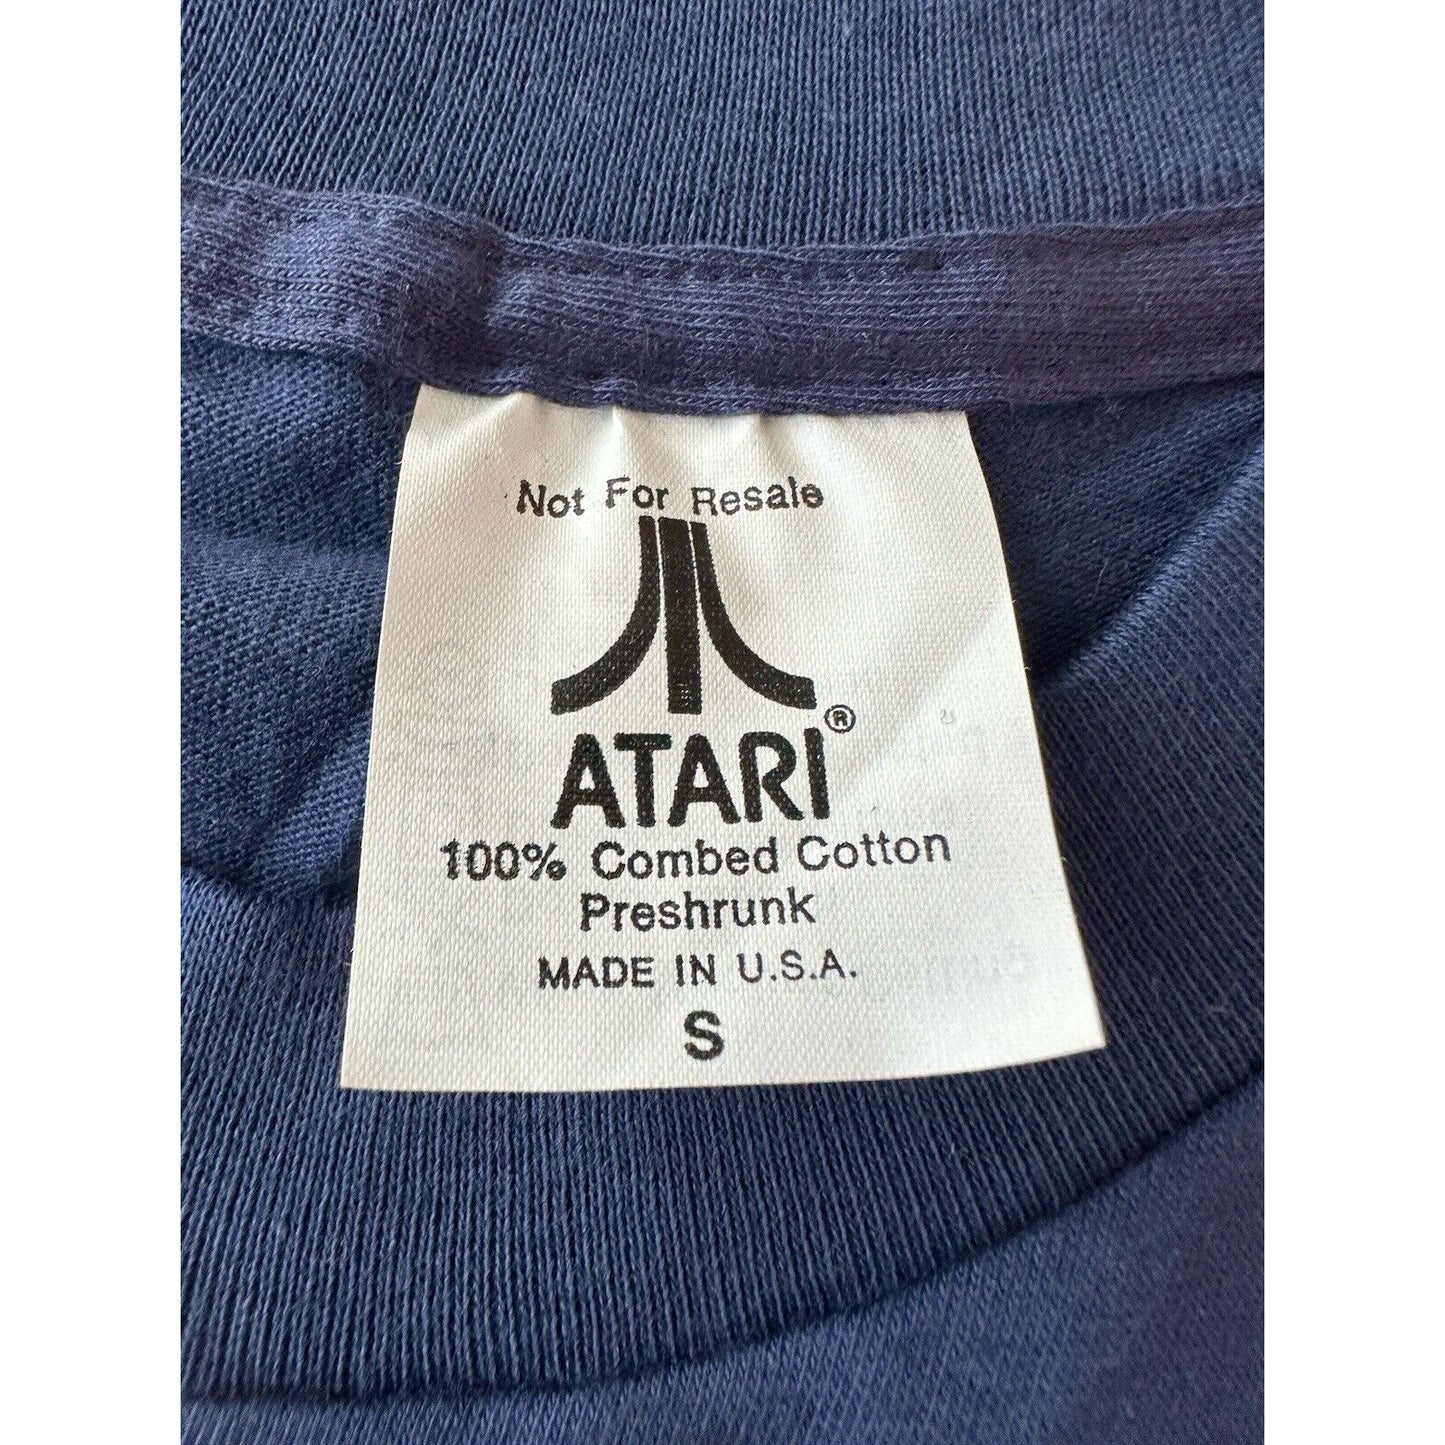 Not For Resale
ATARI®
100% Combed Cotton
Preshrunk
MADE IN U.S.A.
S